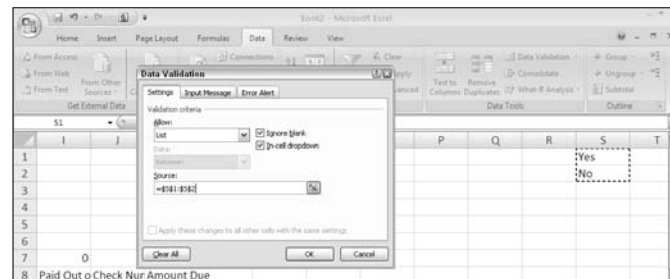 Book2 - Microsoft Excel
Home Insert Page Layout Formulas Data Review View
From Access
From Web
From Text
From Other Sources
Get External Data
Connections
Clear
Text to Columns
Remove Duplicates
Data Validation
Consolidate
What-If Analysis
Data Tools
Group
Ungroup
Subtotal
Outline
Data Validation
Settings Input Message Error Alert
Validation criteria
Allow:
List
Ignore blank
In-cell dropdown
Data:
between
Source:
=$S$1:$S$2
Apply these changes to all other cells with the same settings
Clear All OK Cancel
S1
I J P Q R S T
1 Yes
2 No
3
4
5
6
7 0
8 Paid Out o Check Nur Amount Due